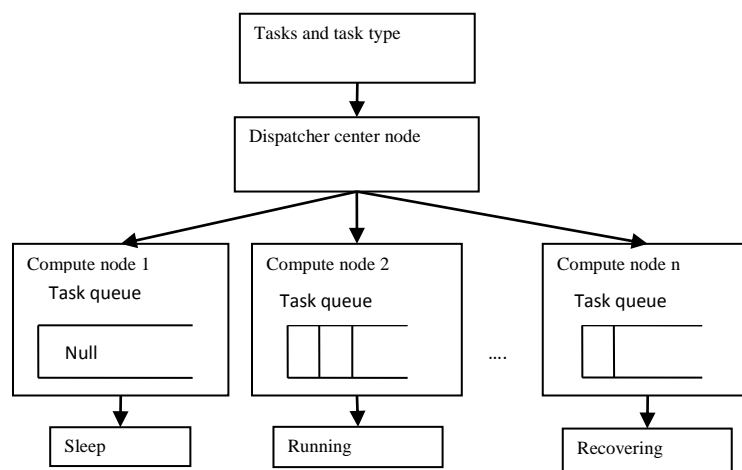 Tasks and task type
Dispatcher center node
Compute node 1
Task queue
Null
Compute node 2
Task queue
....
Compute node n
Task queue
Sleep
Running
Recovering